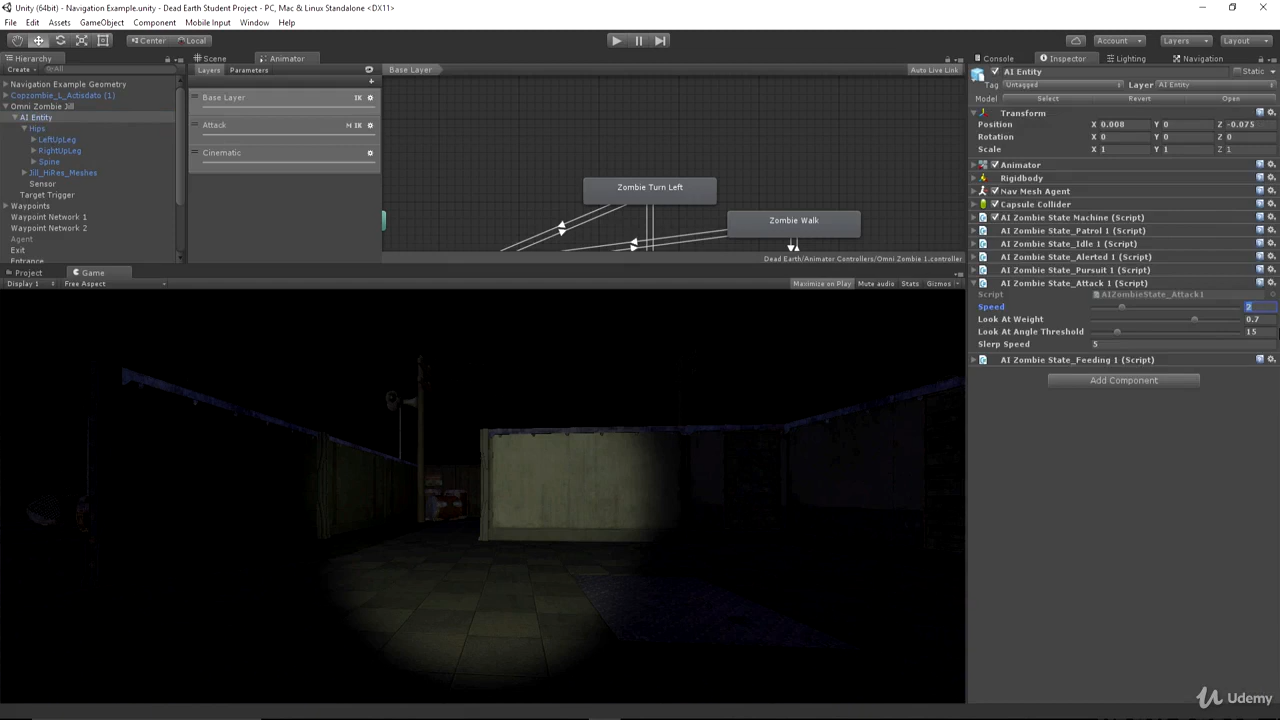 Unity (64bit) - Navigation Example.unity - Dead Earth Student Project - PC, Mac & Linux Standalone <DX11>
File Edit Assets GameObject Component Mobile Input Window Help
Center Local Account Layers Layout
Hierarchy Scene Animator Console Inspector Lighting Navigation
Create All Layers Parameters Base Layer Auto Live Link AI Entity Static
Navigation Example Geometry
Copzombie_L_Actisdato (1)
Omni Zombie Jill
AI Entity
Hips
LeftUpLeg
RightUpLeg
Spine
Jill_HiRes_Meshes
Sensor
Target Trigger
Waypoints
Waypoint Network 1
Waypoint Network 2
Agent
Exit
Entrance
Base Layer IK
Attack M IK
Cinematic
Zombie Turn Left
Zombie Walk
Dead Earth/Animator Controllers/Omni Zombie 1.controller
Tag Untagged Layer AI Entity
Model Select Revert Open
Transform
Position X 0.008 Y 0 Z -0.075
Rotation X 0 Y 0 Z 0
Scale X 1 Y 1 Z 1
Animator
Rigidbody
Nav Mesh Agent
Capsule Collider
AI Zombie State Machine (Script)
AI Zombie State_Patrol 1 (Script)
AI Zombie State_Idle 1 (Script)
AI Zombie State_Alerted 1 (Script)
AI Zombie State_Pursuit 1 (Script)
AI Zombie State_Attack 1 (Script)
Script AIZombieState_Attack1
Speed 2
Look At Weight 0.7
Look At Angle Threshold 15
Slerp Speed 5
AI Zombie State_Feeding 1 (Script)
Add Component
Project Game
Display 1 Free Aspect Maximize on Play Mute audio Stats Gizmos
Udemy